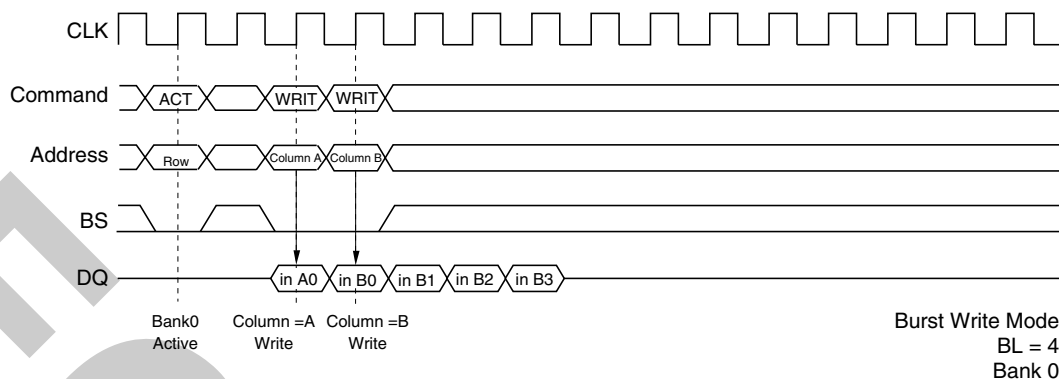 CLK
Command ACT WRIT WRIT
Address Row Column A Column B
BS
DQ in A0 in B0 in B1 in B2 in B3
Bank0 Column =A Column =B
Active Write Write
Burst Write Mode
BL = 4
Bank 0